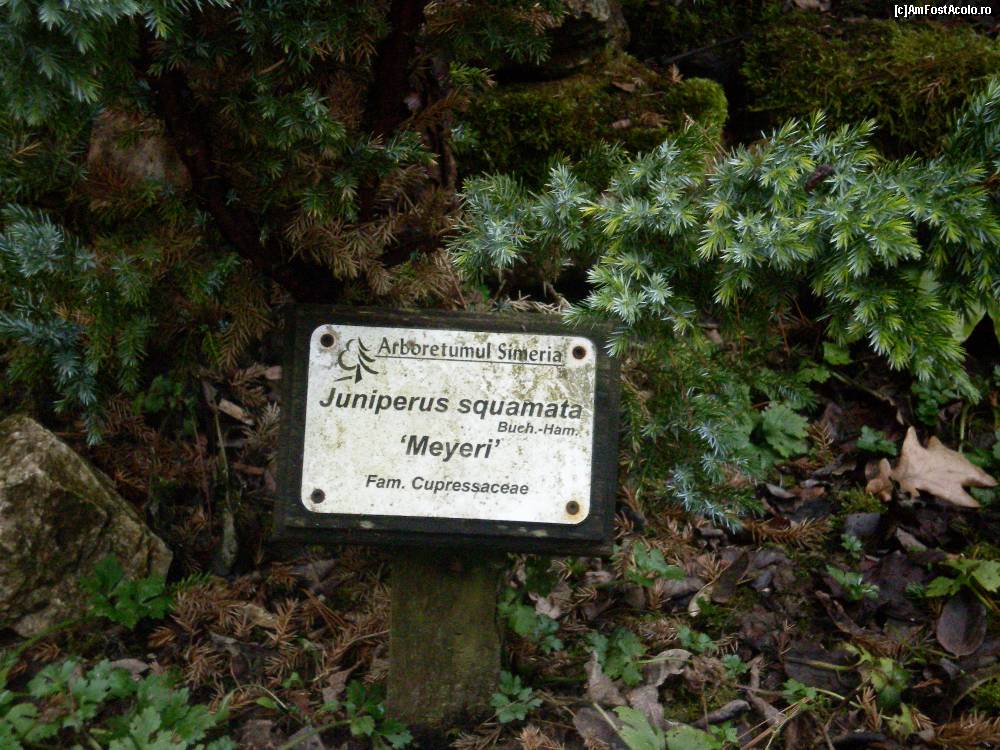 [c]AmFostAcolo.ro
Arboretumul Simeria
Juniperus squamata
Buch.-Ham.
‘Meyeri’
Fam. Cupressaceae